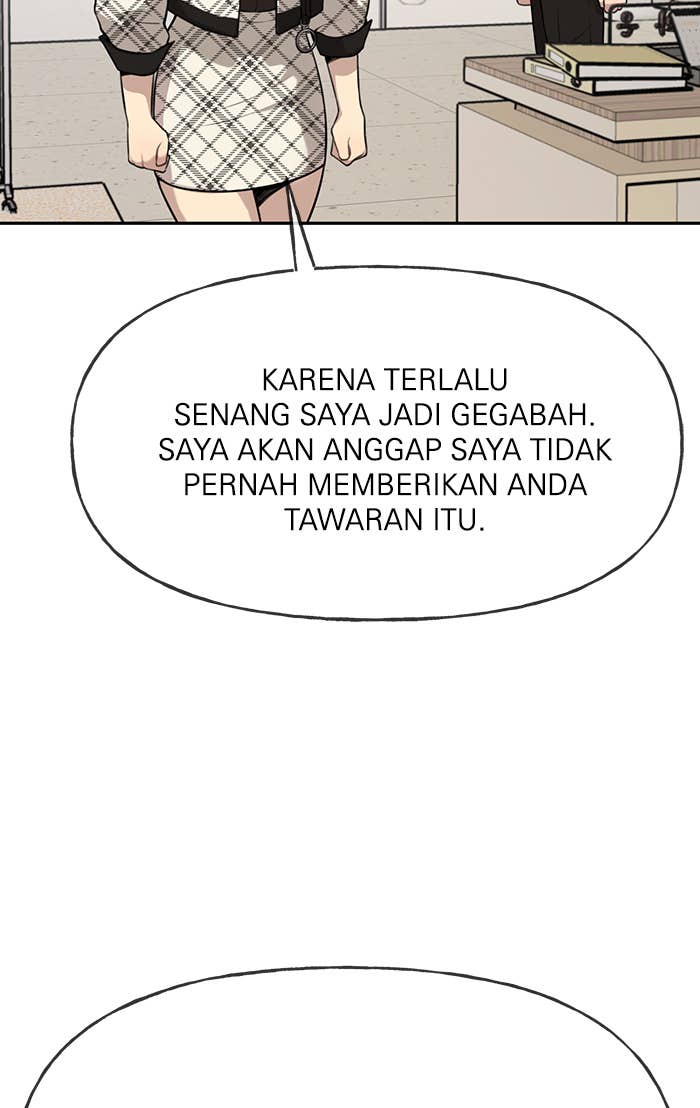 KARENA TERLALU
SENANG SAYA JADI GEGABAH.
SAYA AKAN ANGGAP SAYA TIDAK
PERNAH MEMBERIKAN ANDA
TAWARAN ITU.